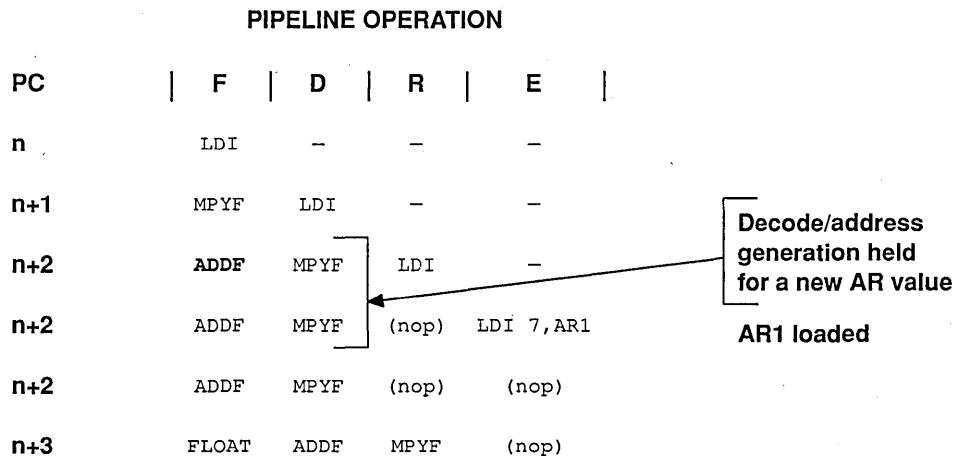 PIPELINE OPERATION
PC | F | D | R | E |
n LDI – – –
n+1 MPYF LDI – –
n+2 ADDF MPYF LDI –
n+2 ADDF MPYF (nop) LDI 7,AR1
n+2 ADDF MPYF (nop) (nop)
n+3 FLOAT ADDF MPYF (nop)
Decode/address
generation held
for a new AR value
AR1 loaded